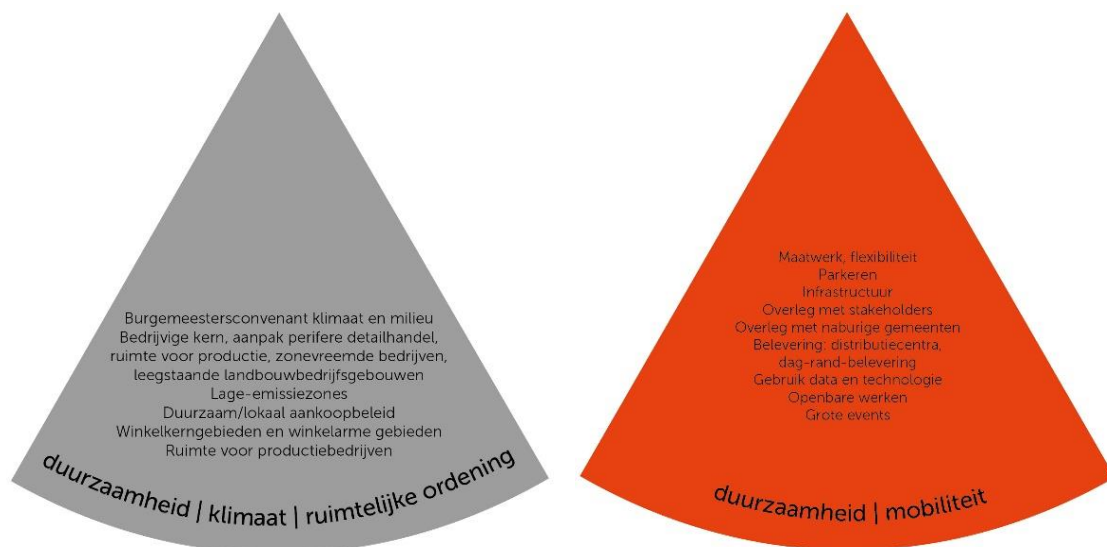 Burgemeestersconvenant klimaat en milieu
Bedrijvige kern, aanpak perifere detailhandel,
ruimte voor productie, zonevreemde bedrijven,
leegstaande landbouwbedrijfsgebouwen
Lage-emissiezones
Duurzaam/lokaal aankoopbeleid
Winkelkerngebieden en winkelarme gebieden
Ruimte voor productiebedrijven
duurzaamheid | klimaat | ruimtelijke ordening
Maatwerk, flexibiliteit
Parkeren
Infrastructuur
Overleg met stakeholders
Overleg met naburige gemeenten
Belevering: distributiecentra,
dag-rand-belevering
Gebruik data en technologie
Openbare werken
Grote events
duurzaamheid | mobiliteit